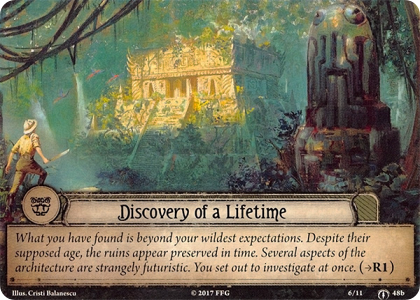 Discovery of a Lifetime
What you have found is beyond your wildest expectations. Despite their
supposed age, the ruins appear preserved in time. Several aspects of the
architecture are strangely futuristic. You set out to investigate at once. (→R1)
Illus. Cristi Balanescu
© 2017 FFG
6/11
48b